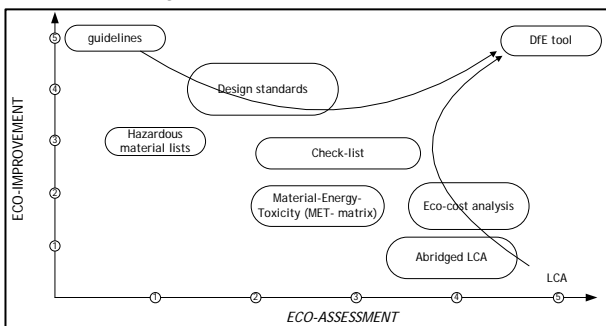 guidelines
DfE tool
Design standards
Hazardous
material lists
Check-list
Material-Energy-
Toxicity (MET- matrix)
Eco-cost analysis
Abridged LCA
LCA
ECO-IMPROVEMENT
5
4
3
2
1
1
2
3
4
5
ECO-ASSESSMENT